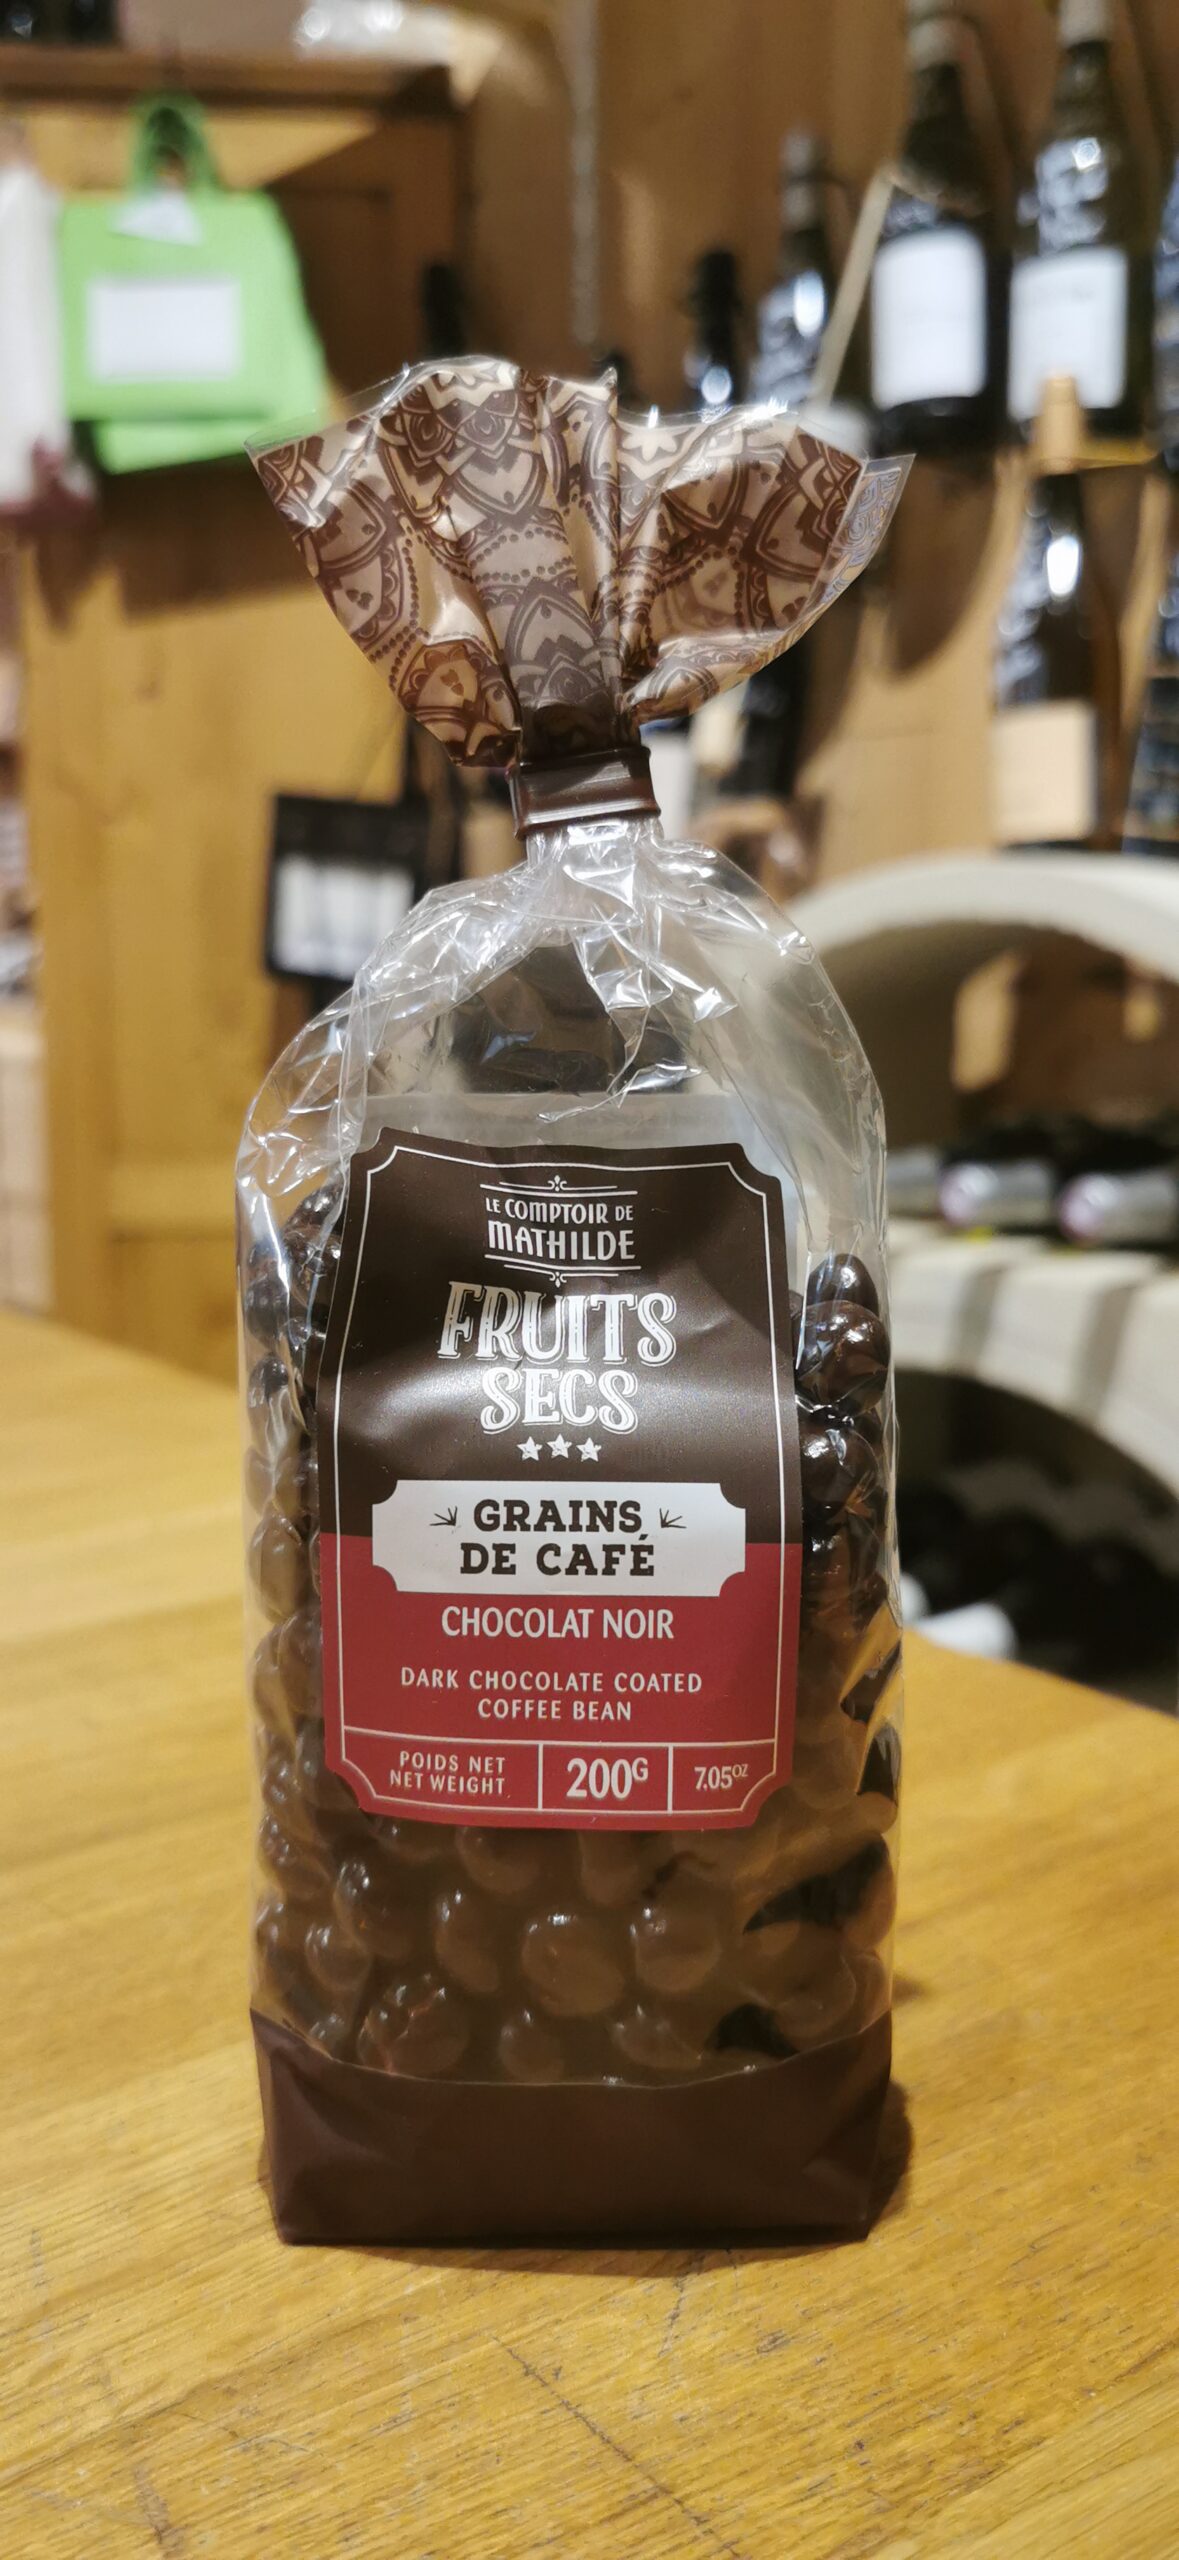 LE COMPTOIR DE
MATHILDE
FRUITS
SECS
GRAINS
DE CAFÉ
CHOCOLAT NOIR
DARK CHOCOLATE COATED
COFFEE BEAN
POIDS NET
NET WEIGHT
200G
7.05OZ